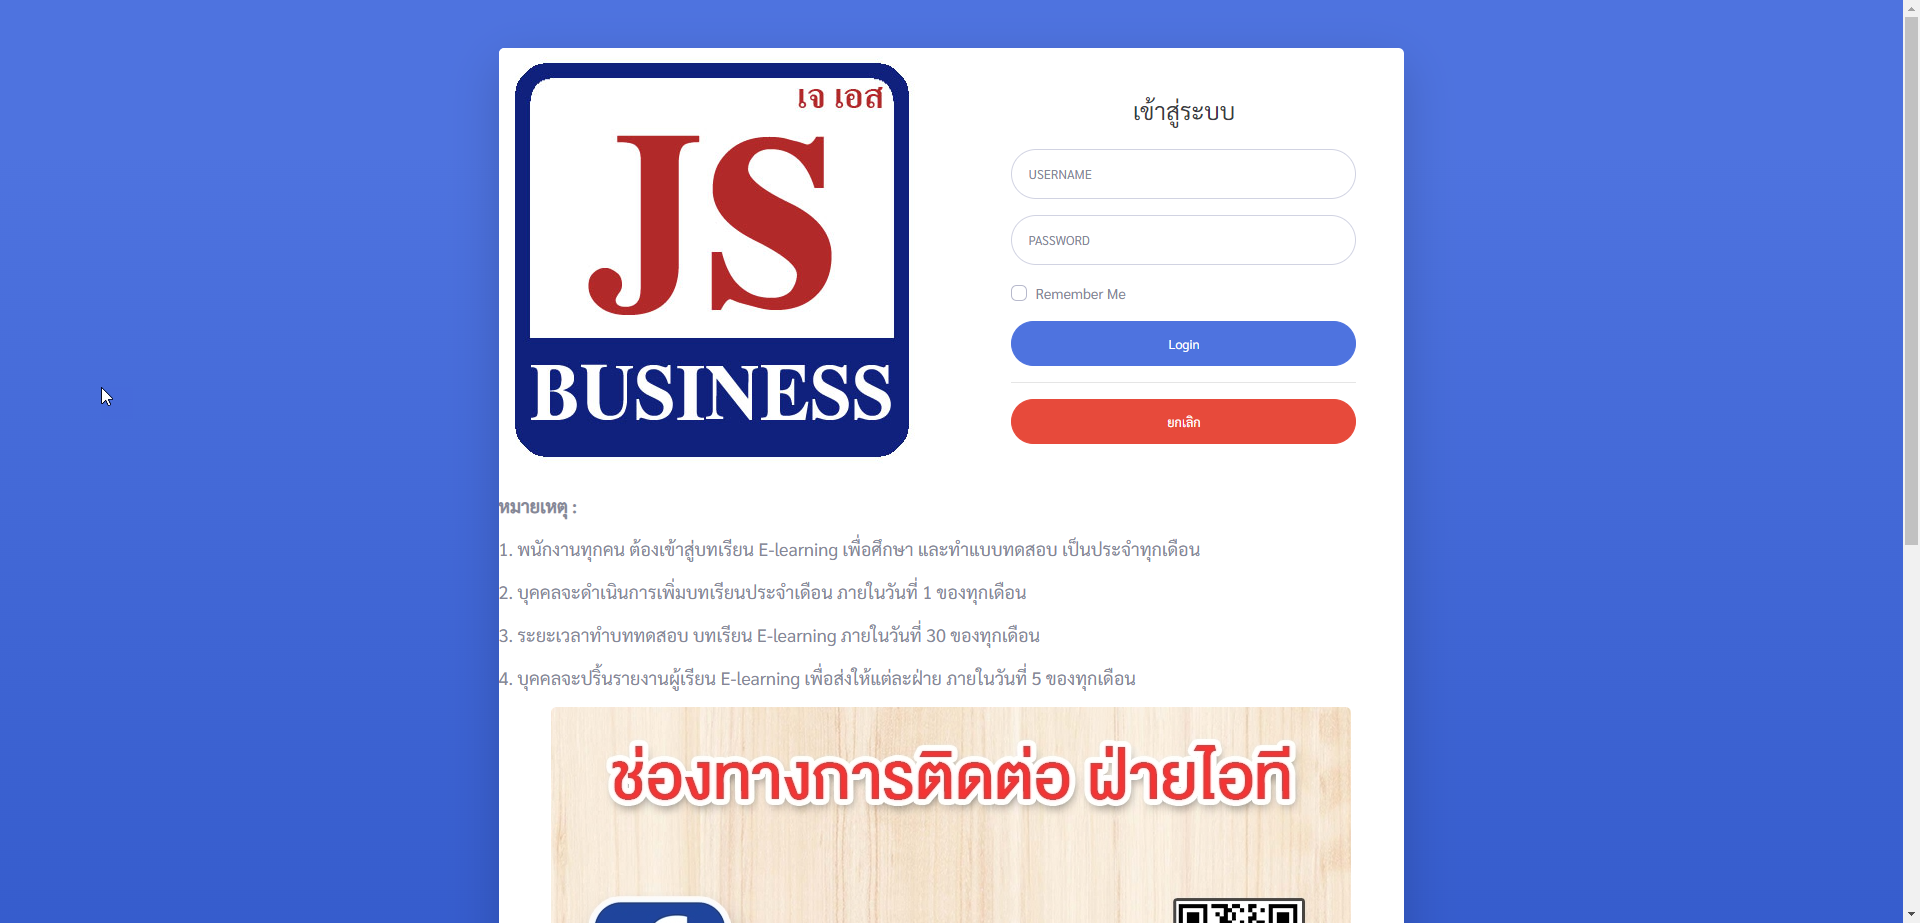 เจ เอส
JS
BUSINESS
เข้าสู่ระบบ
USERNAME
PASSWORD
Remember Me
Login
ยกเลิก
หมายเหตุ :
1. พนักงานทุกคน ต้องเข้าสู่บทเรียน E-learning เพื่อศึกษา และทำแบบทดสอบ เป็นประจำทุกเดือน
2. บุคคลจะดำเนินการเพิ่มบทเรียนประจำเดือน ภายในวันที่ 1 ของทุกเดือน
3. ระยะเวลาทำบททดสอบ บทเรียน E-learning ภายในวันที่ 30 ของทุกเดือน
4. บุคคลจะปริ้นรายงานผู้เรียน E-learning เพื่อส่งให้แต่ละฝ่าย ภายในวันที่ 5 ของทุกเดือน
ช่องทางการติดต่อ ฝ่ายไอที